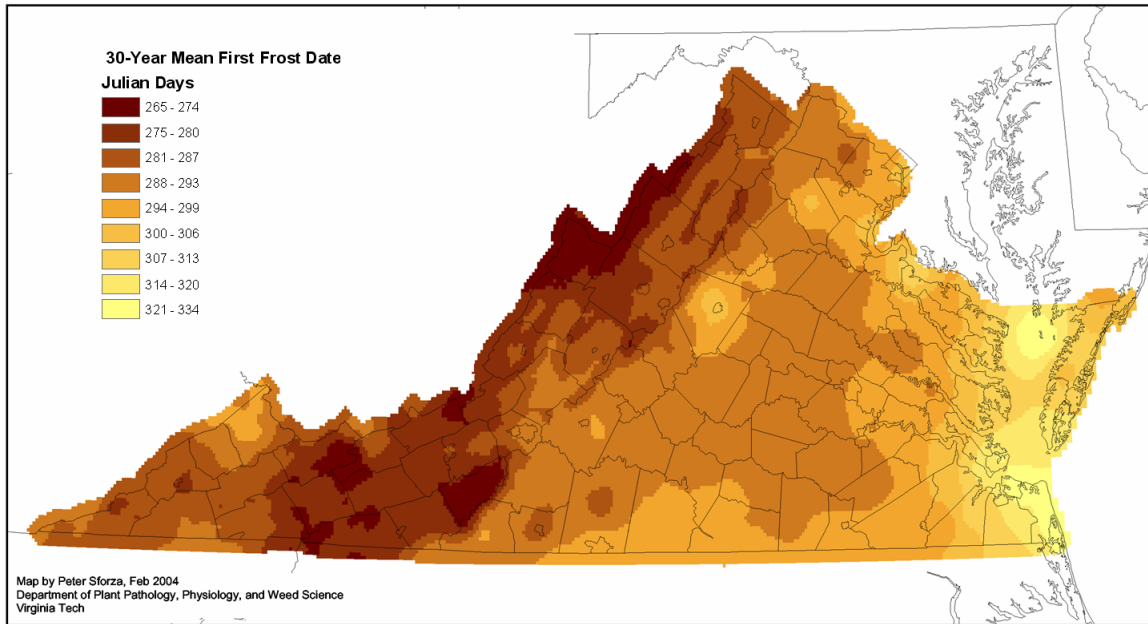 30-Year Mean First Frost Date
Julian Days
265 - 274
275 - 280
281 - 287
288 - 293
294 - 299
300 - 306
307 - 313
314 - 320
321 - 334
Map by Peter Sforza, Feb 2004
Department of Plant Pathology, Physiology, and Weed Science
Virginia Tech